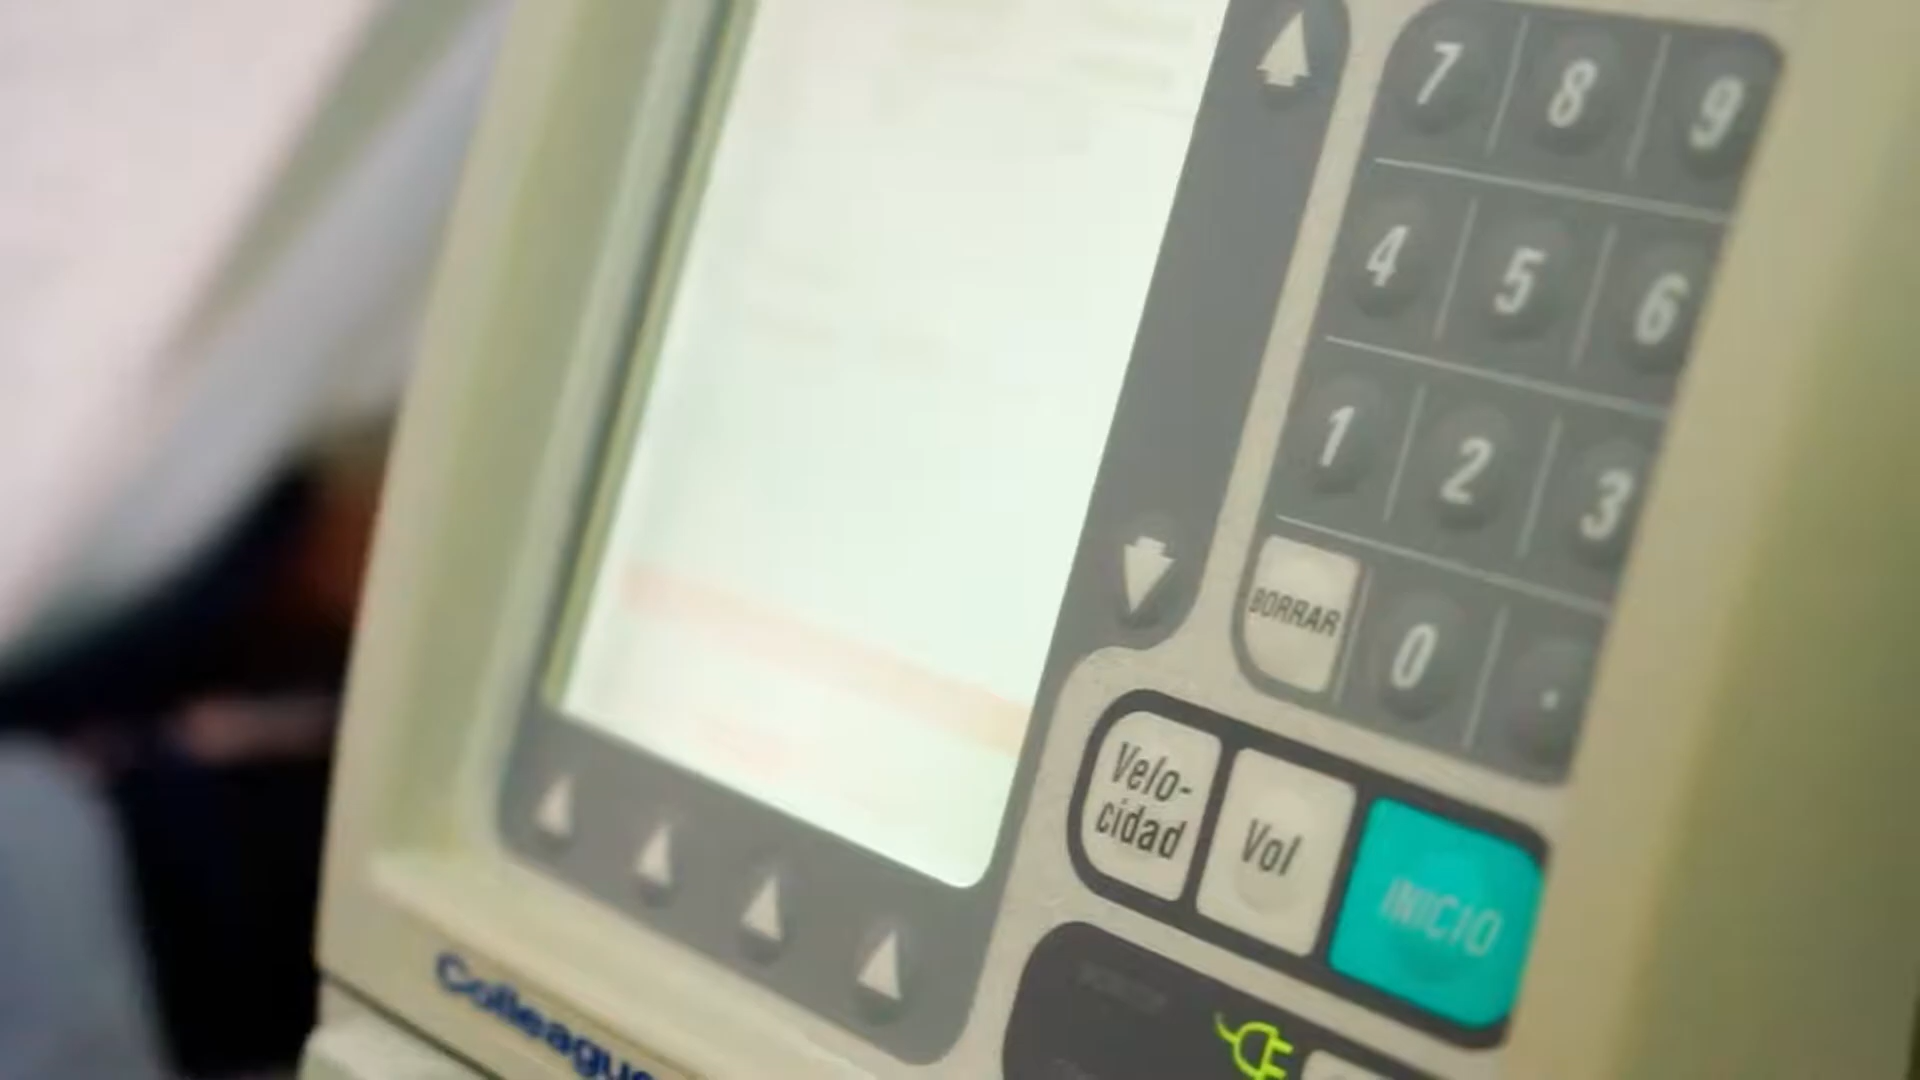 7 8 9
4 5 6
1 2 3
BORRAR 0 .
Velo-
cidad
Vol
INICIO
Colleague